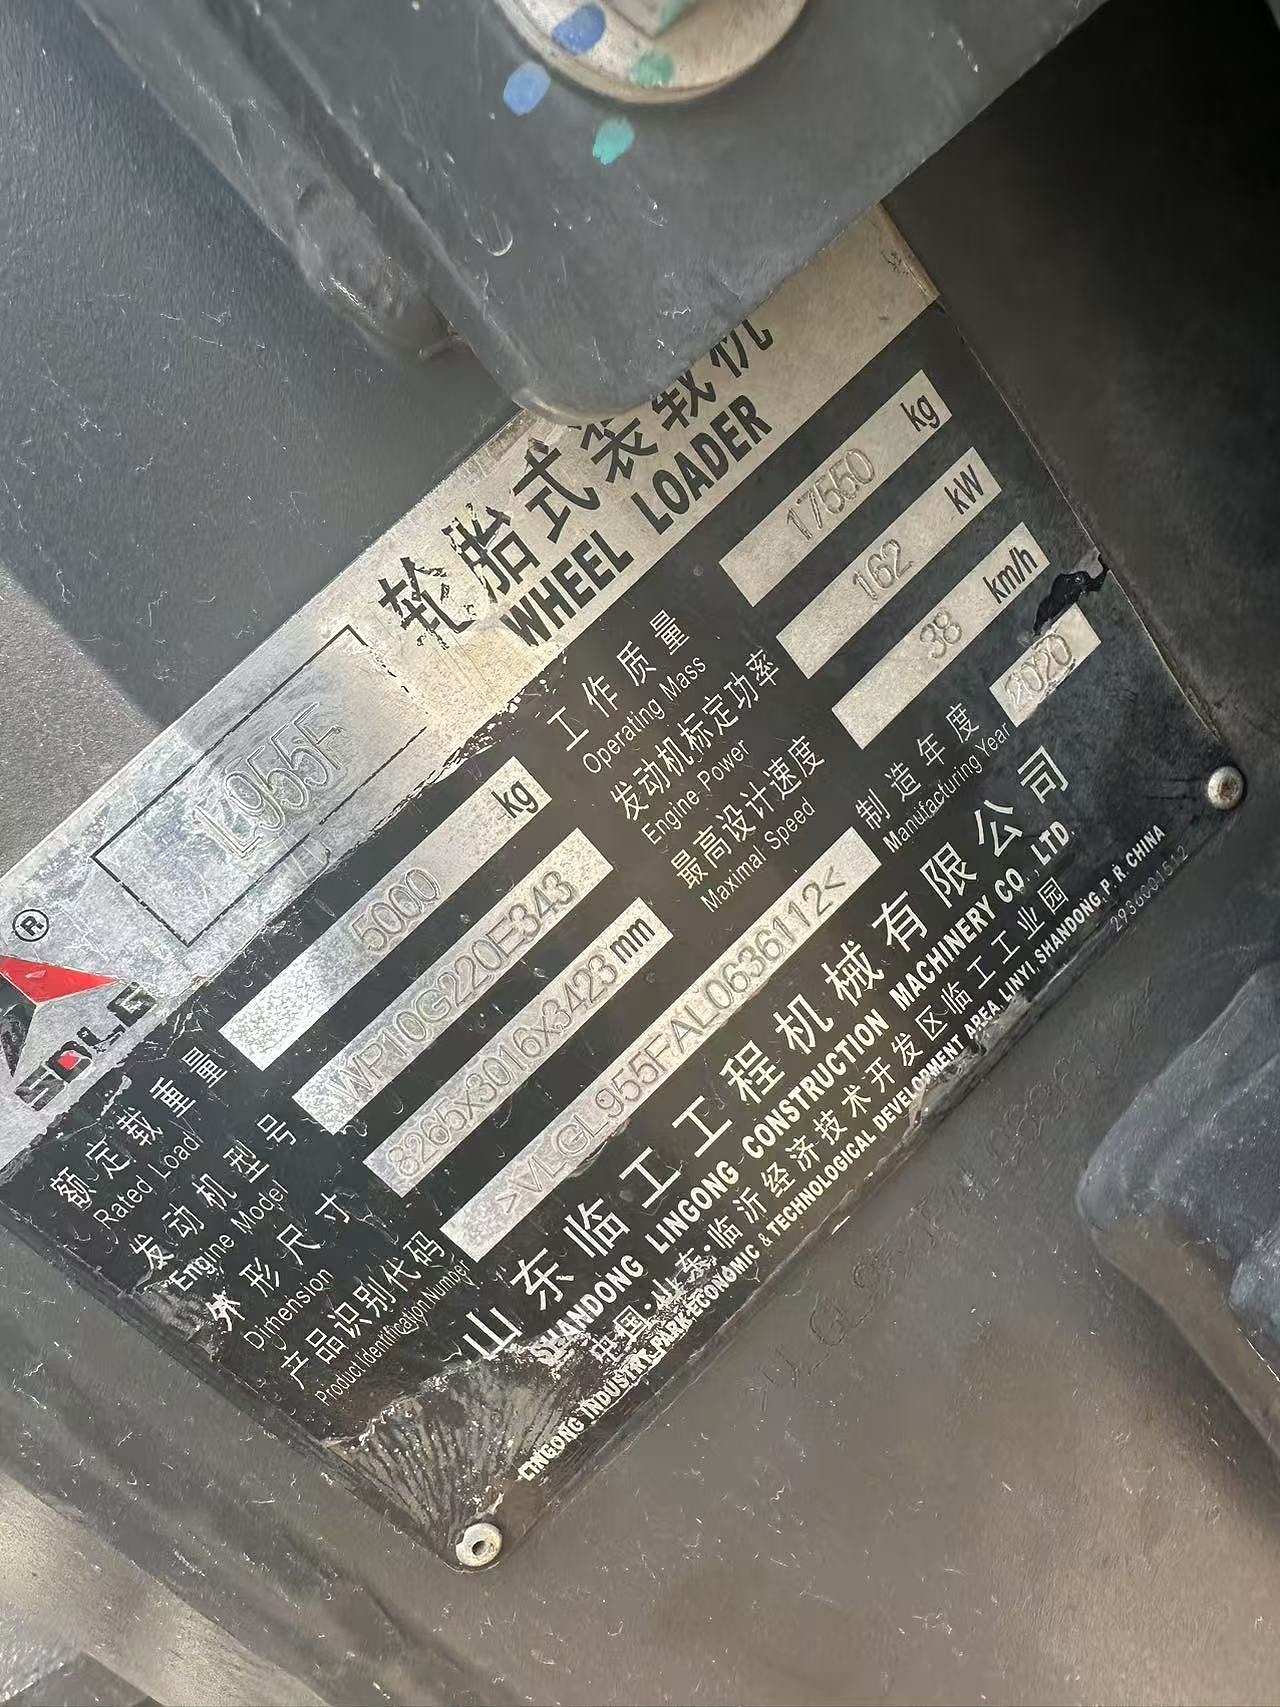 ®
SDLG
L955F
轮胎式装载机
WHEEL LOADER
额定载重量 5000 kg
Rated Load
发动机型号 WP10G220E343
Engine Model
外形尺寸 8265x3016x3423 mm
Dimension
产品识别代码 >VLGL955FAL0636112<
Product Identification Number
工作质量 17550 kg
Operating Mass
发动机标定功率 162 kW
Engine Power
最高设计速度 38 km/h
Maximal Speed
制造年度 2020
Manufacturing Year
山东临工工程机械有限公司
SHANDONG LINGONG CONSTRUCTION MACHINERY CO.,LTD
中国·山东·临沂经济技术开发区临工工业园
LINGONG INDUSTRY PARK·ECONOMIC & TECHNOLOGICAL DEVELOPMENT AREA, LINYI, SHANDONG, P.R CHINA
2936001512